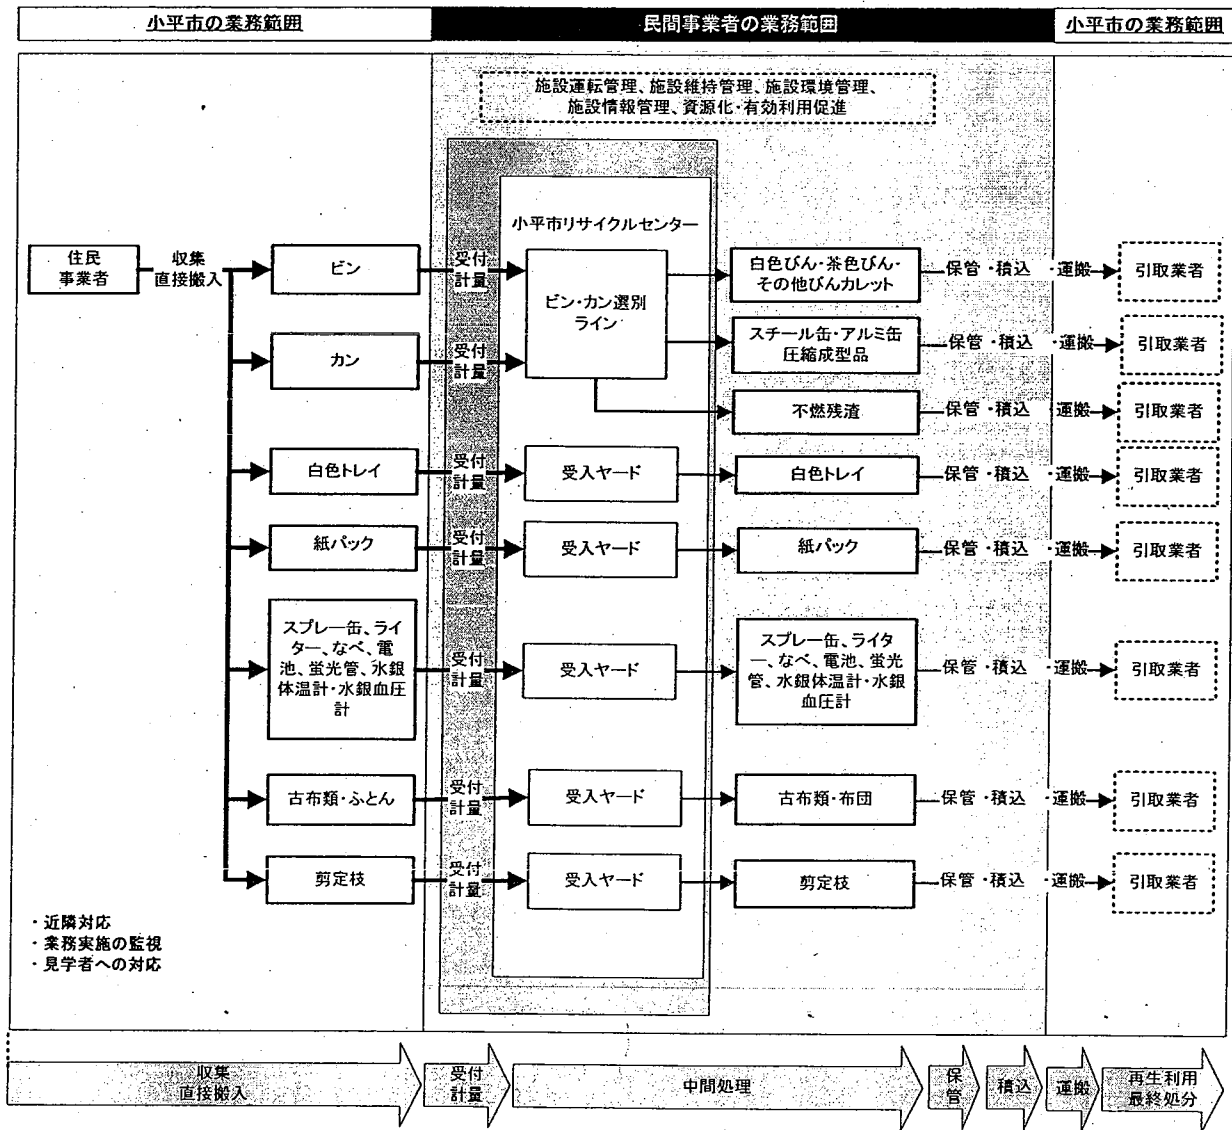 小平市の業務範囲
民間事業者の業務範囲
小平市の業務範囲
施設運転管理、施設維持管理、施設環境管理、
施設情報管理、資源化・有効利用促進
小平市リサイクルセンター
住民
事業者
収集
直接搬入
ビン
受付
計量
ビン・カン選別
ライン
白色びん・茶色びん・
その他びんカレット
保管・積込
・運搬
引取業者
カン
受付
計量
スチール缶・アルミ缶
圧縮成型品
保管・積込
・運搬
引取業者
不燃残渣
保管・積込
・運搬
引取業者
白色トレイ
受付
計量
受入ヤード
白色トレイ
保管・積込
・運搬
引取業者
紙パック
受付
計量
受入ヤード
紙パック
保管・積込
・運搬
引取業者
スプレー缶、ライ
ター、なべ、電
池、蛍光管、水銀
体温計・水銀血圧
計
受付
計量
受入ヤード
スプレー缶、ライタ
ー、なべ、電池、蛍光
管、水銀体温計・水銀
血圧計
保管・積込
・運搬
引取業者
古布類・ふとん
受付
計量
受入ヤード
古布類・布団
保管・積込
・運搬
引取業者
剪定枝
受付
計量
受入ヤード
剪定枝
保管・積込
・運搬
引取業者
・近隣対応
・業務実施の監視
・見学者への対応
収集
直接搬入
受付
計量
中間処理
保
管
積込
運搬
再生利用
最終処分